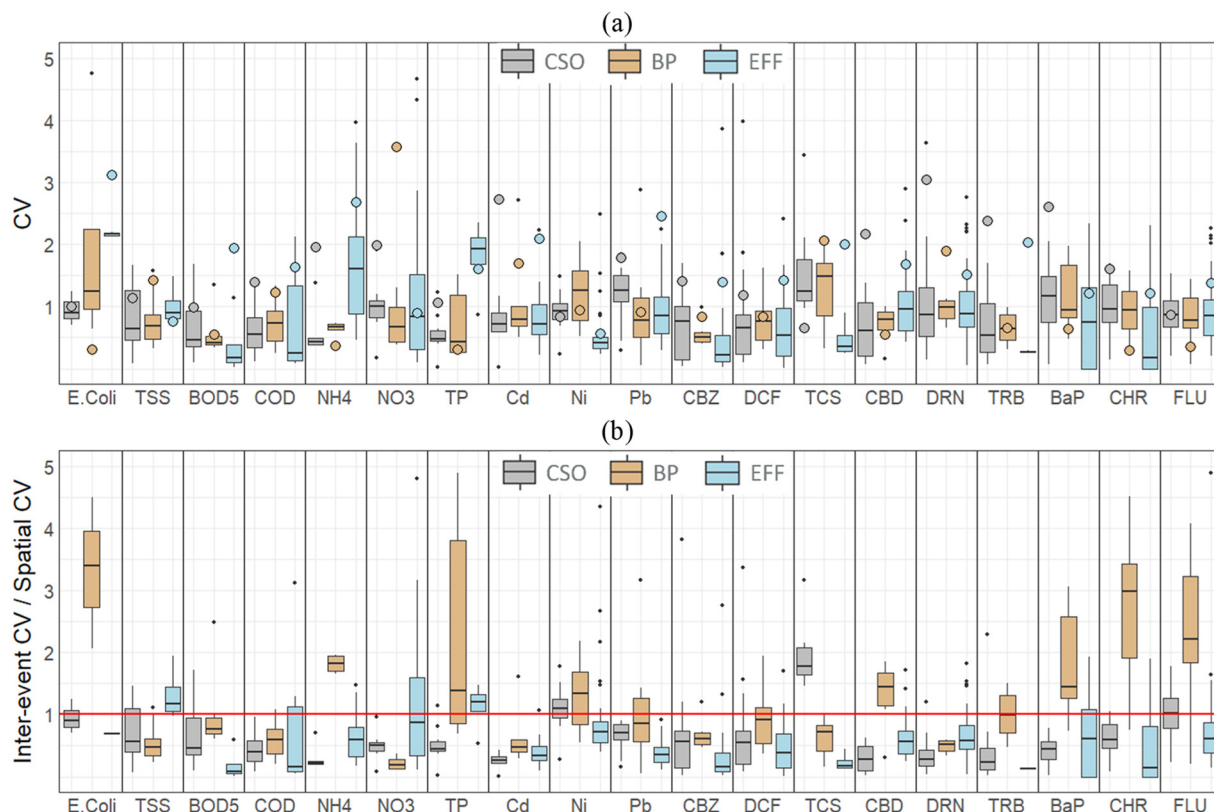 (a)
CV
5
CSO BP EFF
4
3
2
1
E.Coli TSS BOD5 COD NH4 NO3 TP Cd Ni Pb CBZ DCF TCS CBD DRN TRB BaP CHR FLU
(b)
Inter-event CV / Spatial CV
5
CSO BP EFF
4
3
2
1
E.Coli TSS BOD5 COD NH4 NO3 TP Cd Ni Pb CBZ DCF TCS CBD DRN TRB BaP CHR FLU